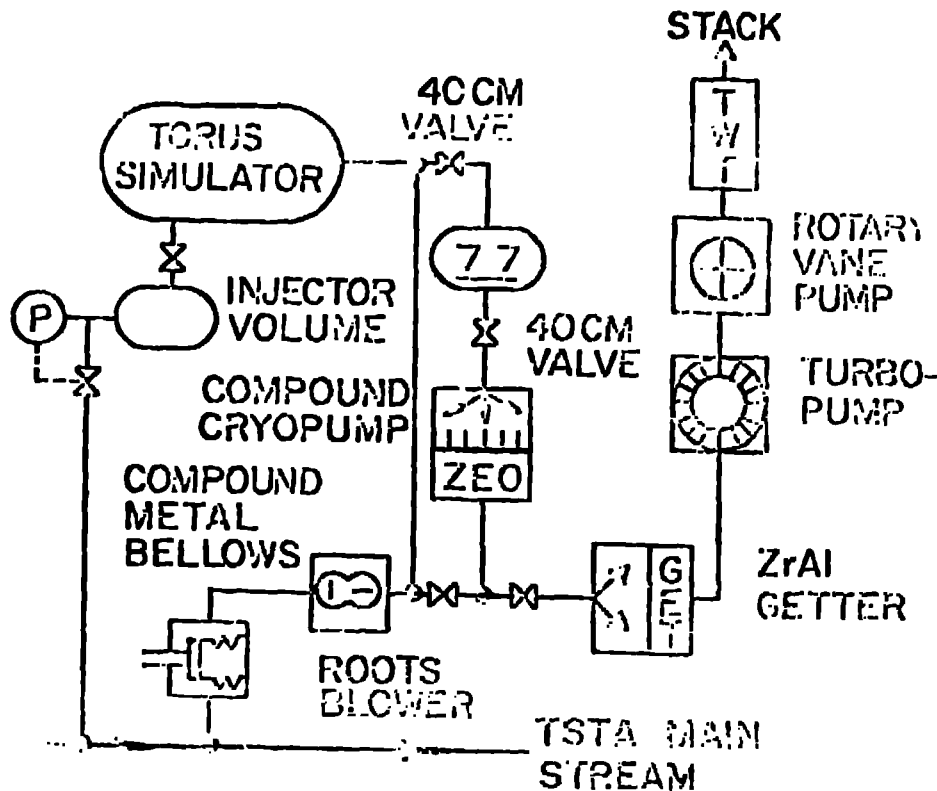 STACK
40 CM
VALVE
TORUS
SIMULATOR
W
77
ROTARY
VANE
PUMP
P
INJECTOR
VOLUME
40 CM
VALVE
TURBO-
PUMP
COMPOUND
CRYOPUMP
ZEO
COMPOUND
METAL
BELLOWS
GET
ZrAl
GETTER
ROOTS
BLOWER
TSTA MAIN
STREAM